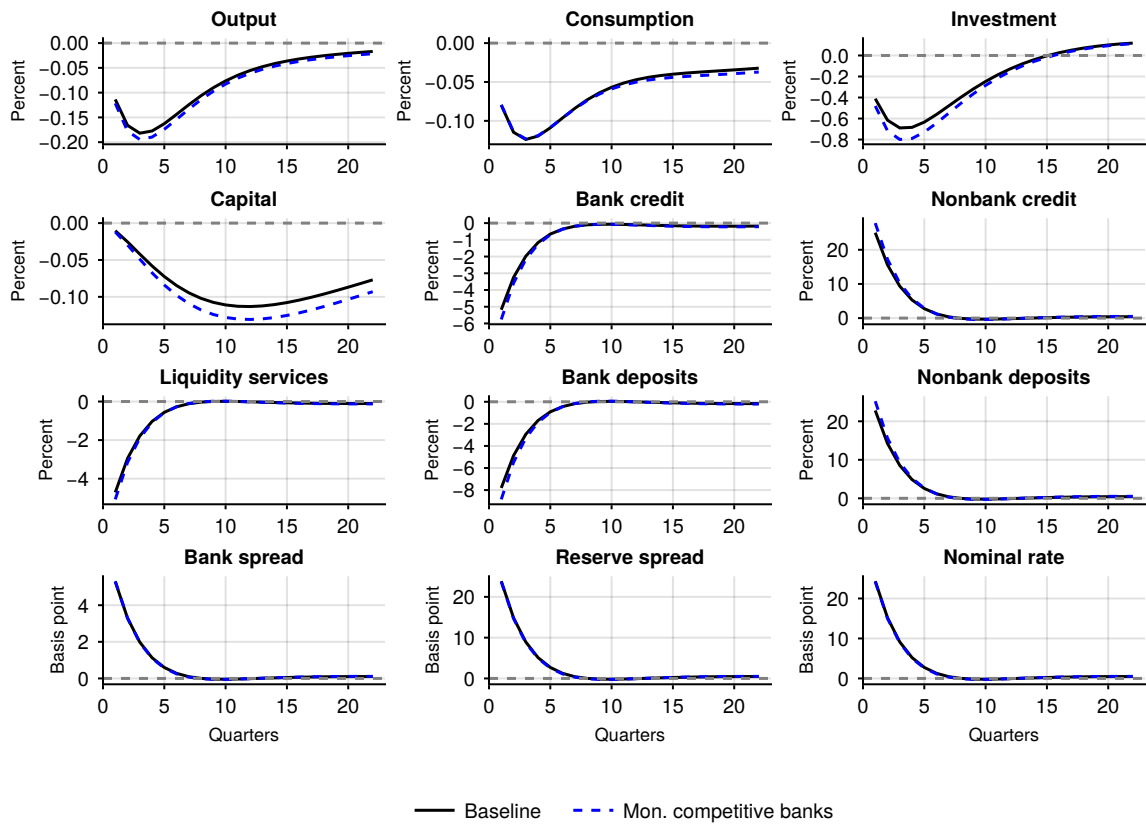 Output
Consumption
Investment
Percent
0.00
−0.05
−0.10
−0.15
−0.20
0 5 10 15 20
Percent
0.00
−0.05
−0.10
0 5 10 15 20
Percent
0.0
−0.2
−0.4
−0.6
−0.8
0 5 10 15 20
Capital
Bank credit
Nonbank credit
Percent
0.00
−0.05
−0.10
0 5 10 15 20
Percent
0
−1
−2
−3
−4
−5
−6
0 5 10 15 20
Percent
20
10
0
0 5 10 15 20
Liquidity services
Bank deposits
Nonbank deposits
Percent
0
−2
−4
0 5 10 15 20
Percent
0
−2
−4
−6
−8
0 5 10 15 20
Percent
20
10
0
0 5 10 15 20
Bank spread
Reserve spread
Nominal rate
Basis point
4
2
0
0 5 10 15 20
Quarters
Basis point
20
10
0
0 5 10 15 20
Quarters
Basis point
20
10
0
0 5 10 15 20
Quarters
Baseline
Mon. competitive banks